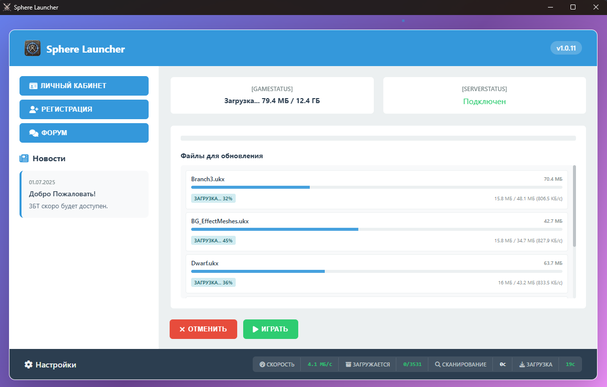 Sphere Launcher
Sphere Launcher
v1.0.11
ЛИЧНЫЙ КАБИНЕТ
РЕГИСТРАЦИЯ
ФОРУМ
Новости
01.07.2025
Добро Пожаловать!
ЗБТ скоро будет доступен.
[GAMESTATUS]
Загрузка... 79.4 МБ / 12.4 ГБ
[SERVERSTATUS]
Подключен
Файлы для обновления
Branch3.ukx 70.4 МБ
ЗАГРУЗКА... 32% 15.8 МБ / 48.1 МБ (806.5 КБ/с)
BG_EffectMeshes.ukx 42.7 МБ
ЗАГРУЗКА... 45% 15.8 МБ / 34.7 МБ (827.9 КБ/с)
Dwarf.ukx 63.7 МБ
ЗАГРУЗКА... 36% 16 МБ / 43.2 МБ (833.5 КБ/с)
ОТМЕНИТЬ ИГРАТЬ
Настройки СКОРОСТЬ 4.1 МБ/с ЗАГРУЖАЕТСЯ СКАНИРОВАНИЕ 0с ЗАГРУЗКА 19с